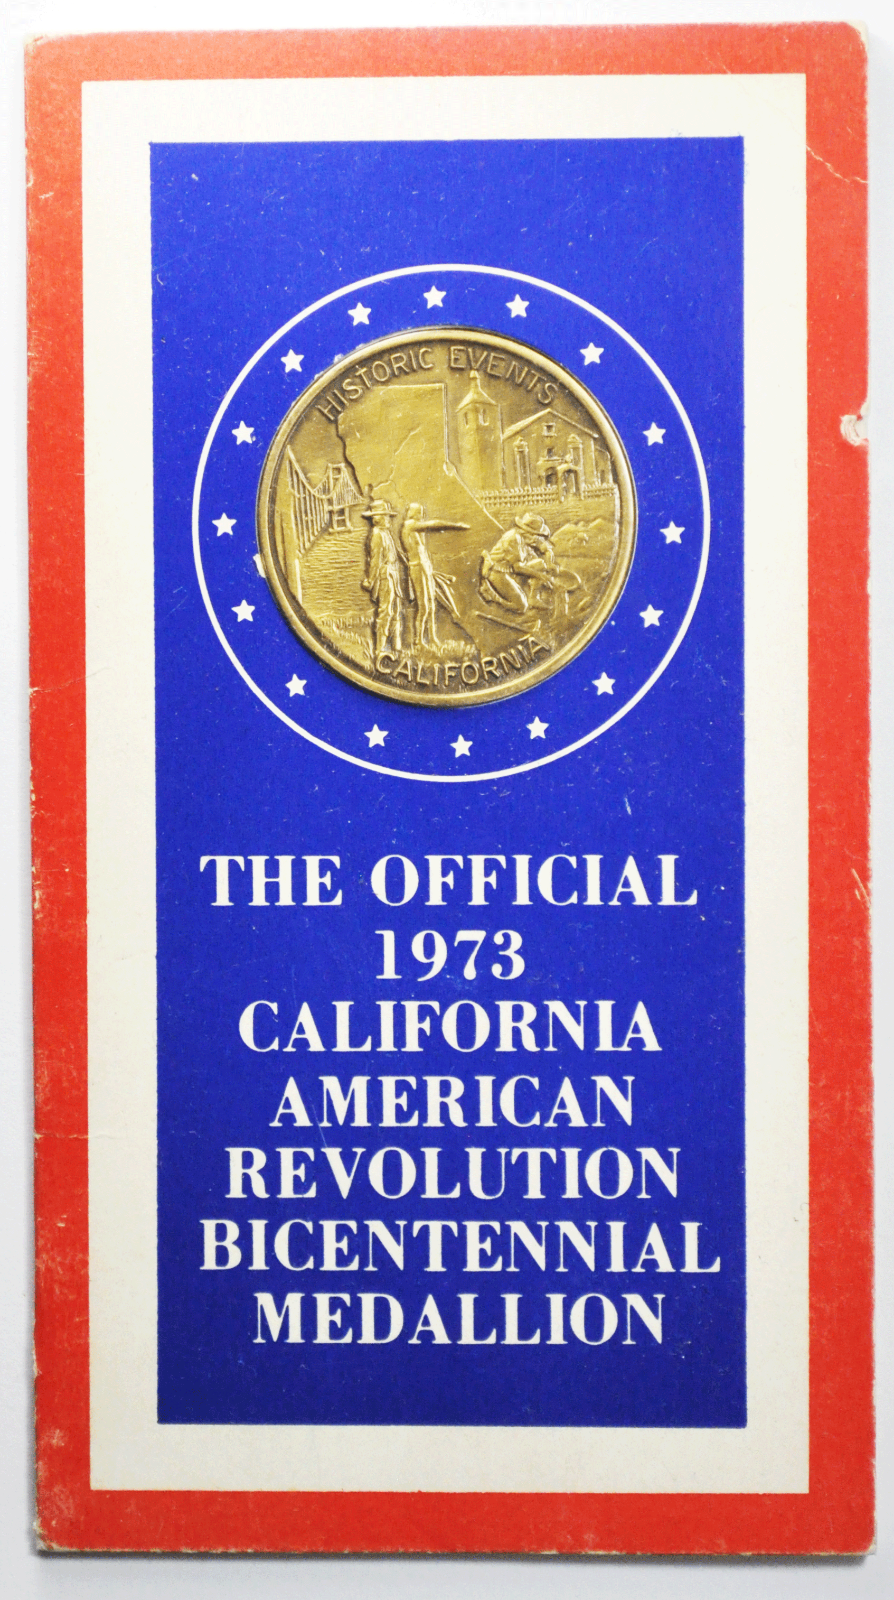 HISTORIC EVENTS
CALIFORNIA
THE OFFICIAL
1973
CALIFORNIA
AMERICAN
REVOLUTION
BICENTENNIAL
MEDALLION